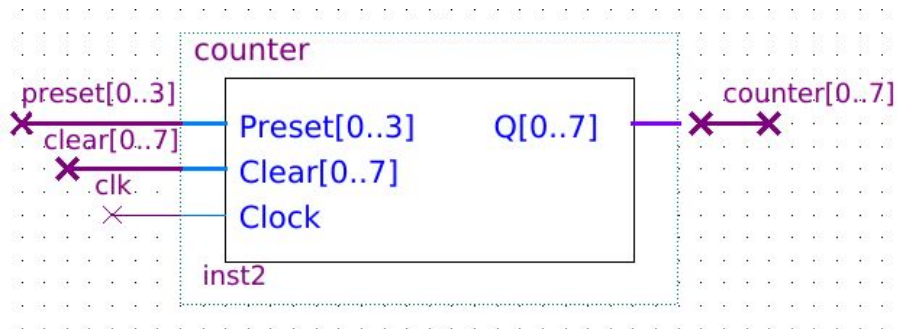 counter
preset[0..3]
counter[0..7]
Preset[0..3]
Q[0..7]
clear[0..7]
Clear[0..7]
clk
Clock
inst2